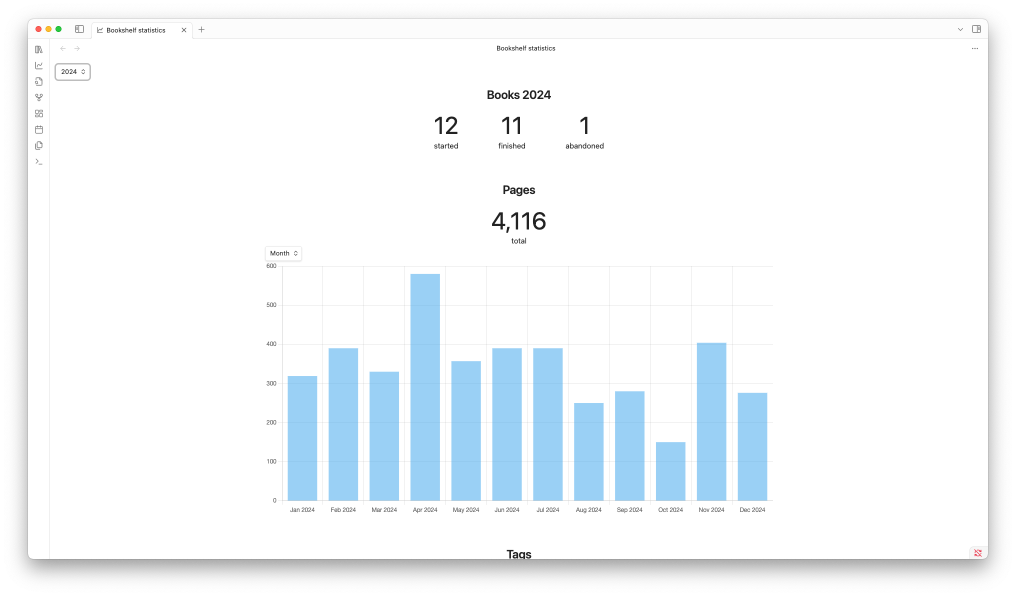 Bookshelf statistics
Bookshelf statistics
2024
Books 2024
12 11 1
started finished abandoned
Pages
4,116
total
Month
600
500
400
300
200
100
0
Jan 2024 Feb 2024 Mar 2024 Apr 2024 May 2024 Jun 2024 Jul 2024 Aug 2024 Sep 2024 Oct 2024 Nov 2024 Dec 2024
Tags